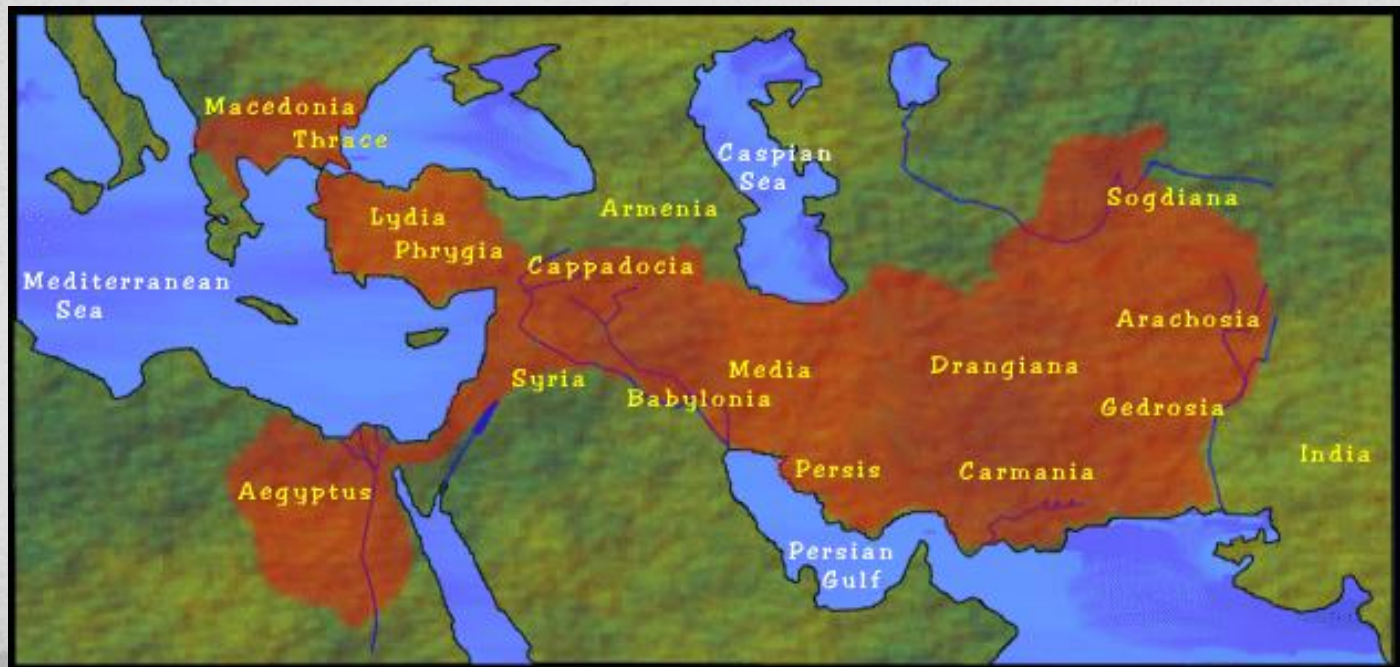 Macedonia
Thrace
Caspian
Sea
Sogdiana
Armenia
Lydia
Phrygia
Cappadocia
Mediterranean
Sea
Arachosia
Syria
Media
Drangiana
Babylonia
Gedrosia
India
Aegyptus
Persis
Carmania
Persian
Gulf